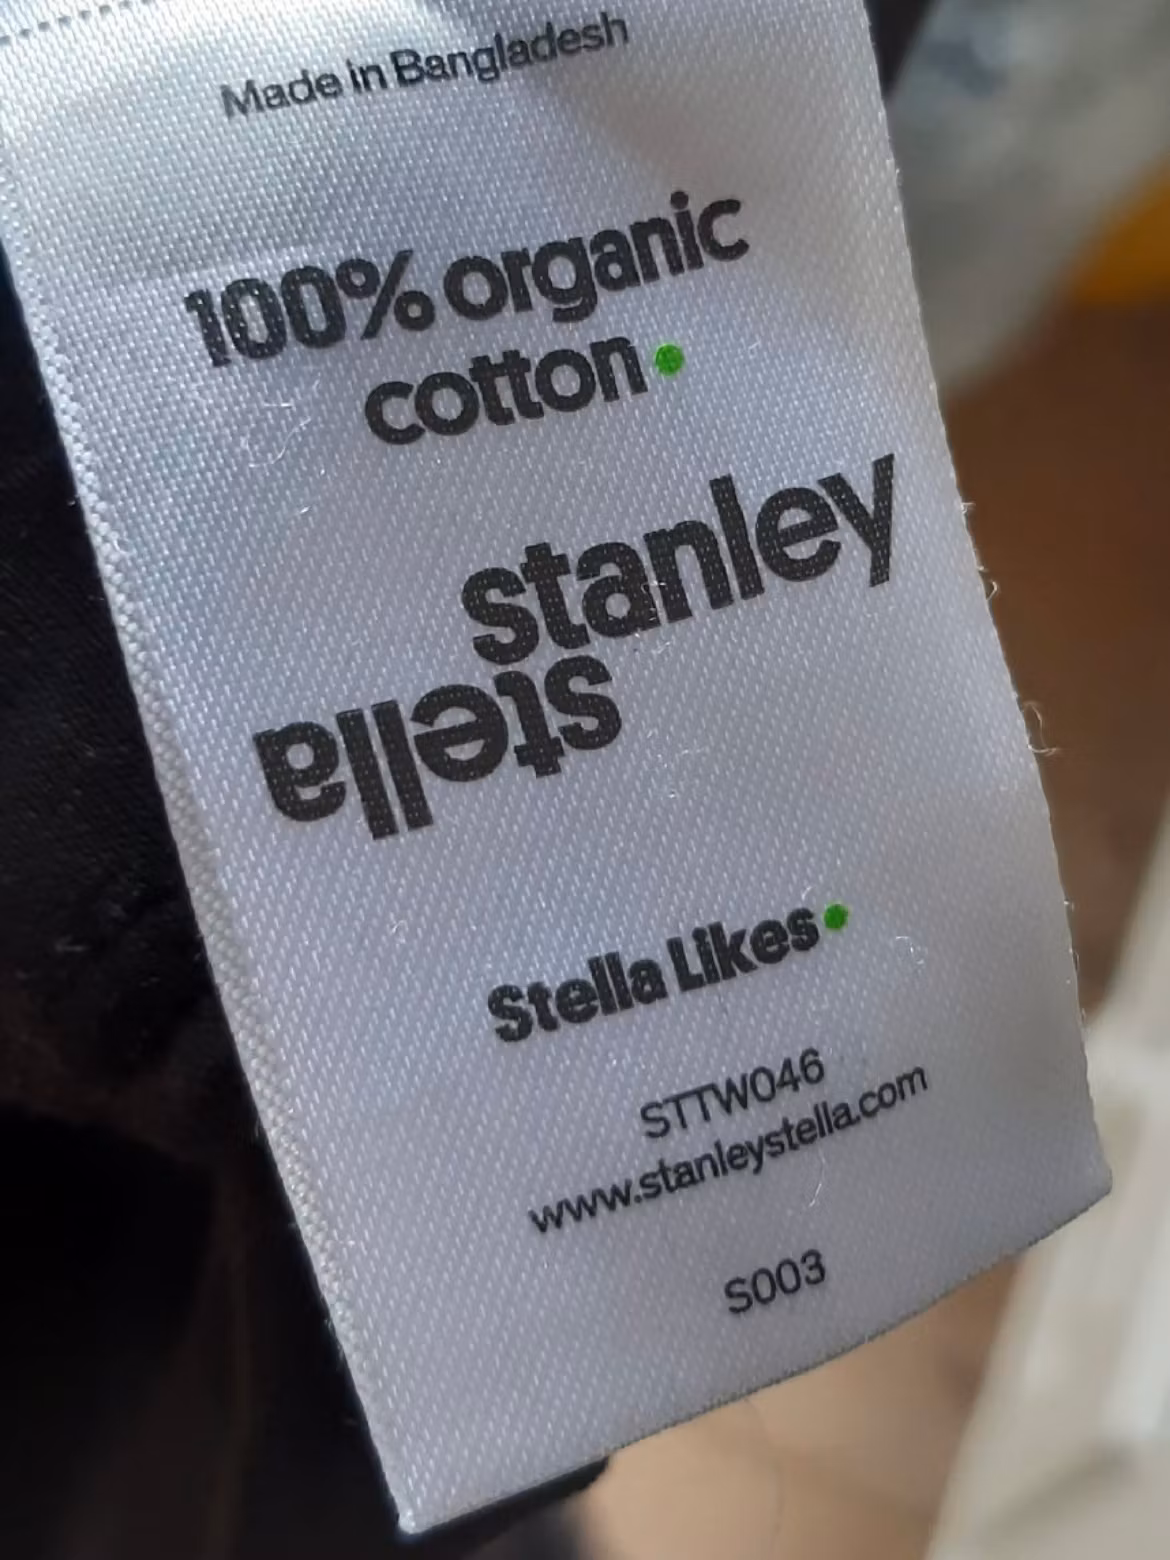 Made in Bangladesh
100% organic
cotton
stanley
stella
Stella Likes
STTW046
www.stanleystella.com
S003